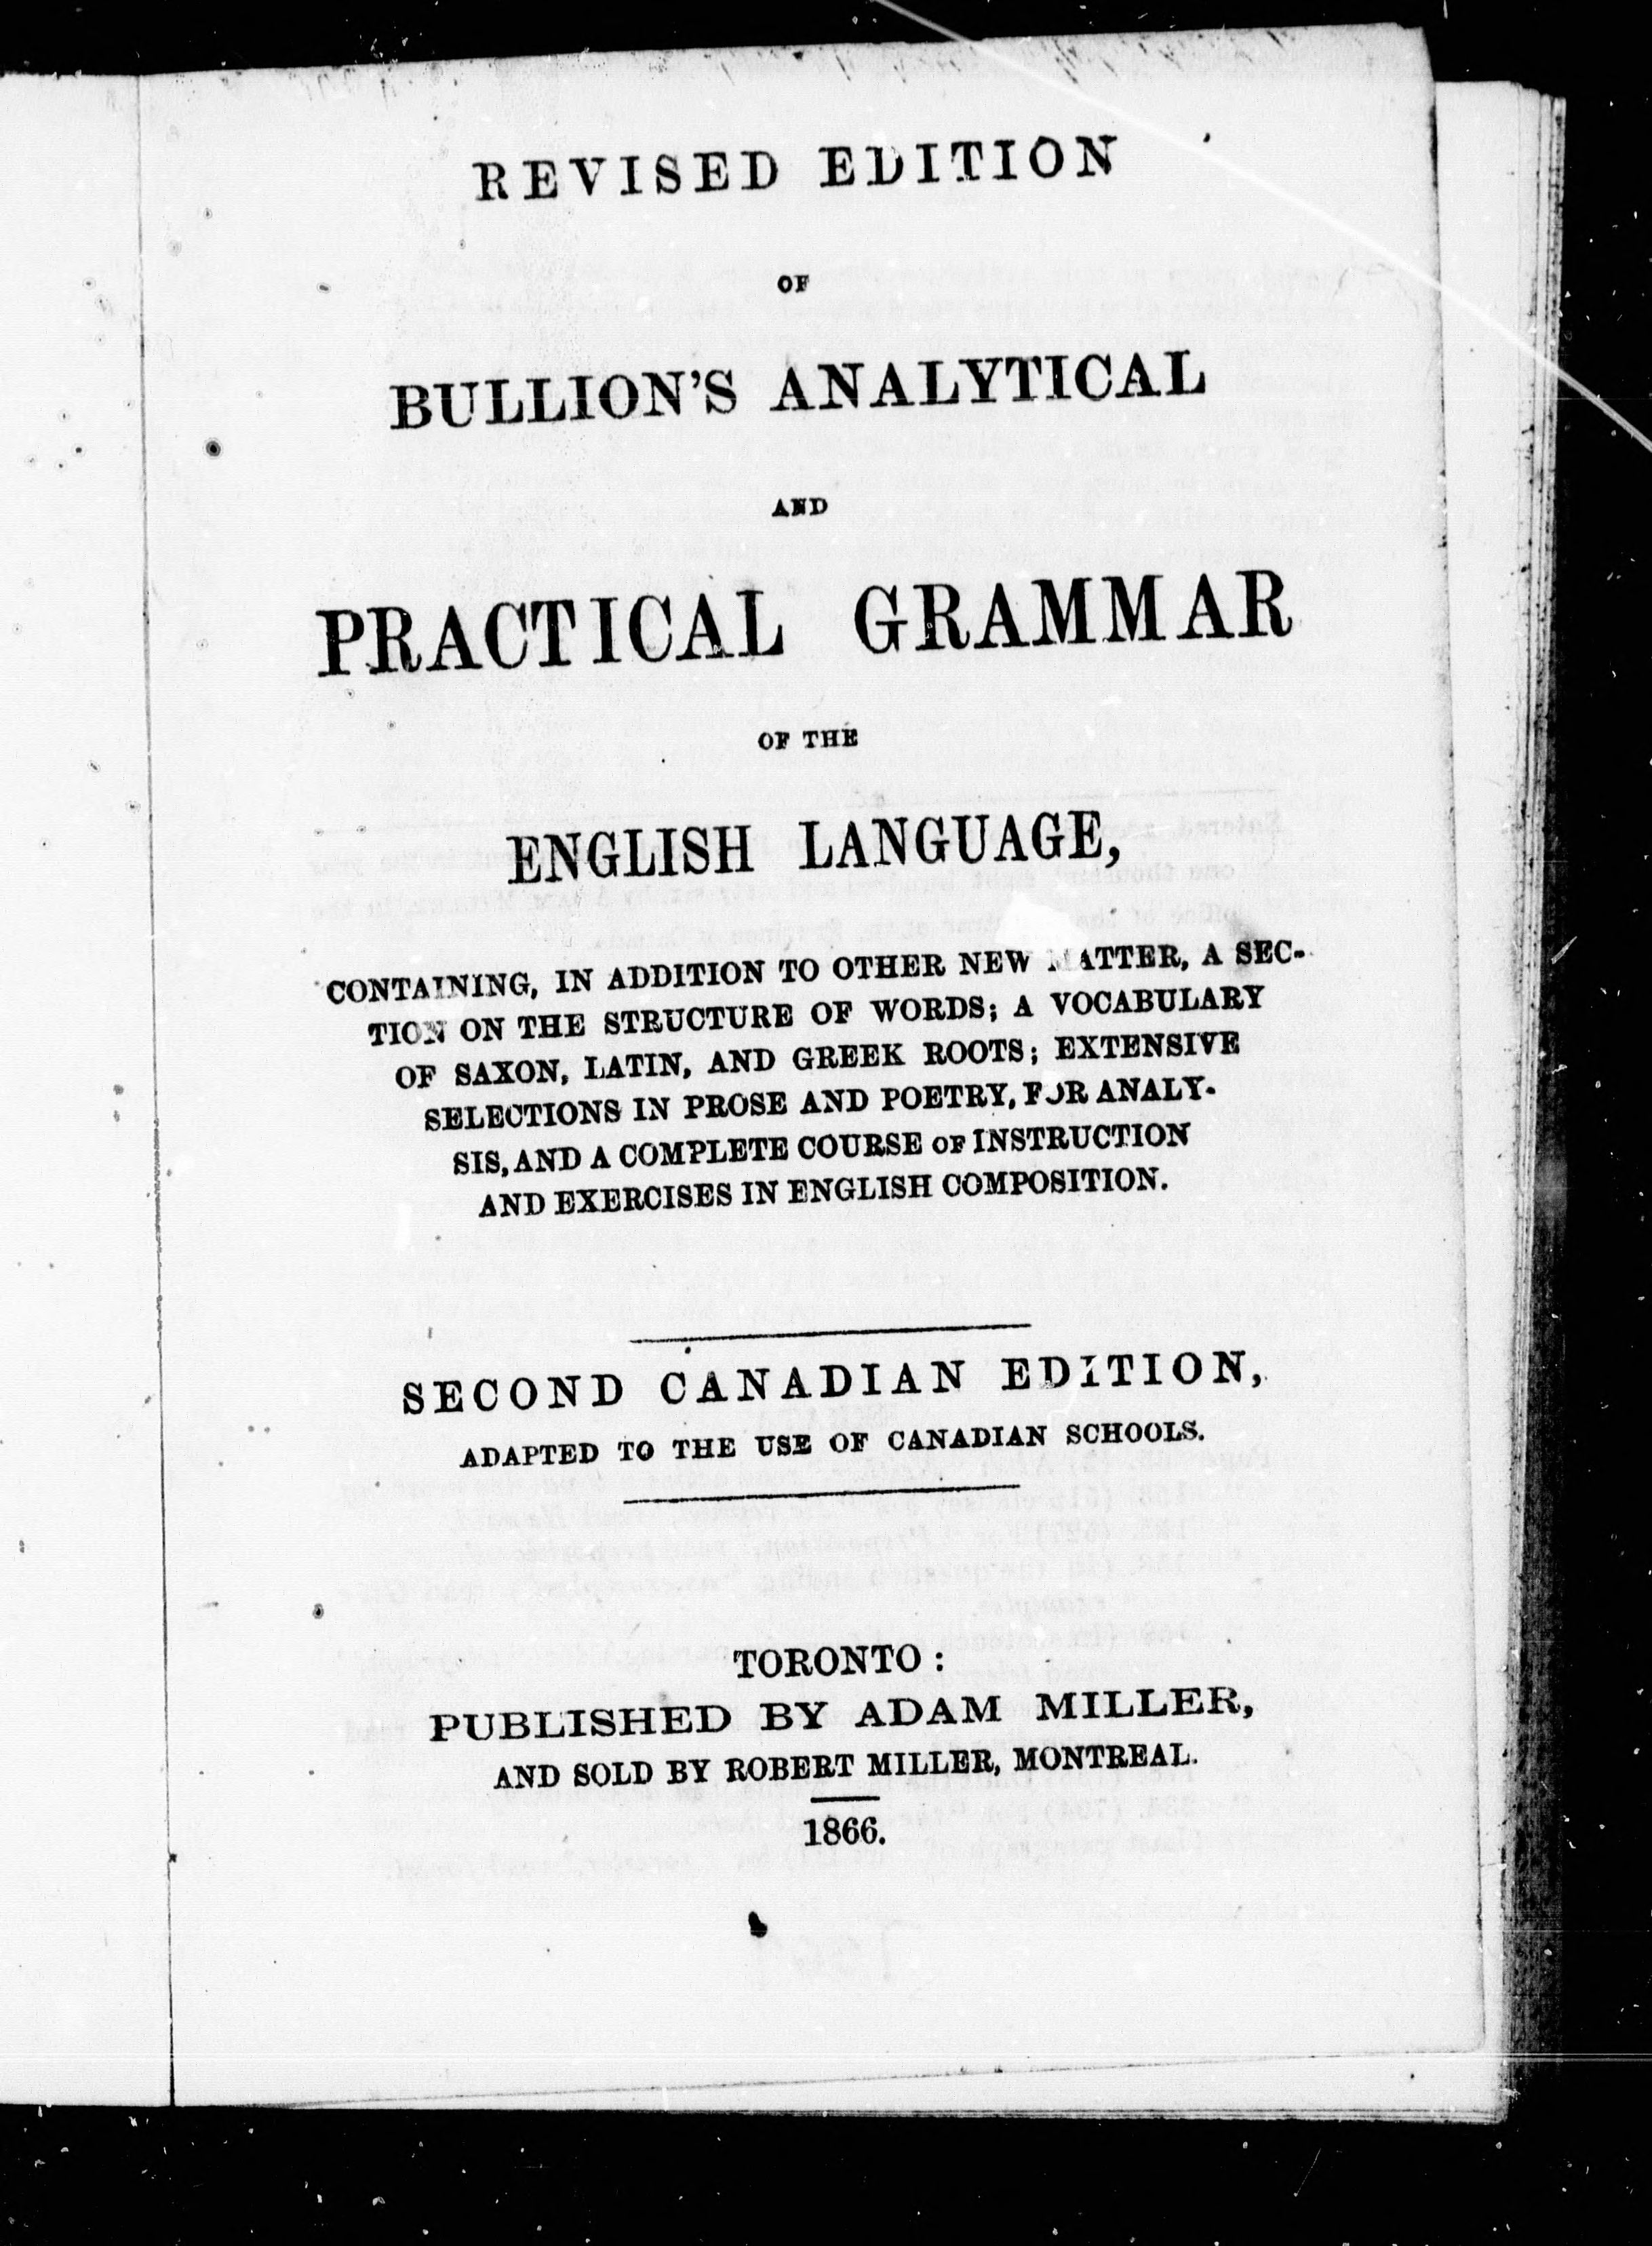 REVISED EDITION
OF
BULLION'S ANALYTICAL
AND
PRACTICAL GRAMMAR
OF THE
ENGLISH LANGUAGE,
CONTAINING, IN ADDITION TO OTHER NEW MATTER, A SEC-
TION ON THE STRUCTURE OF WORDS; A VOCABULARY
OF SAXON, LATIN, AND GREEK ROOTS; EXTENSIVE
SELECTIONS IN PROSE AND POETRY, FOR ANALY-
SIS, AND A COMPLETE COURSE OF INSTRUCTION
AND EXERCISES IN ENGLISH COMPOSITION.
SECOND CANADIAN EDITION,
ADAPTED TO THE USE OF CANADIAN SCHOOLS.
TORONTO:
PUBLISHED BY ADAM MILLER,
AND SOLD BY ROBERT MILLER, MONTREAL.
1866.